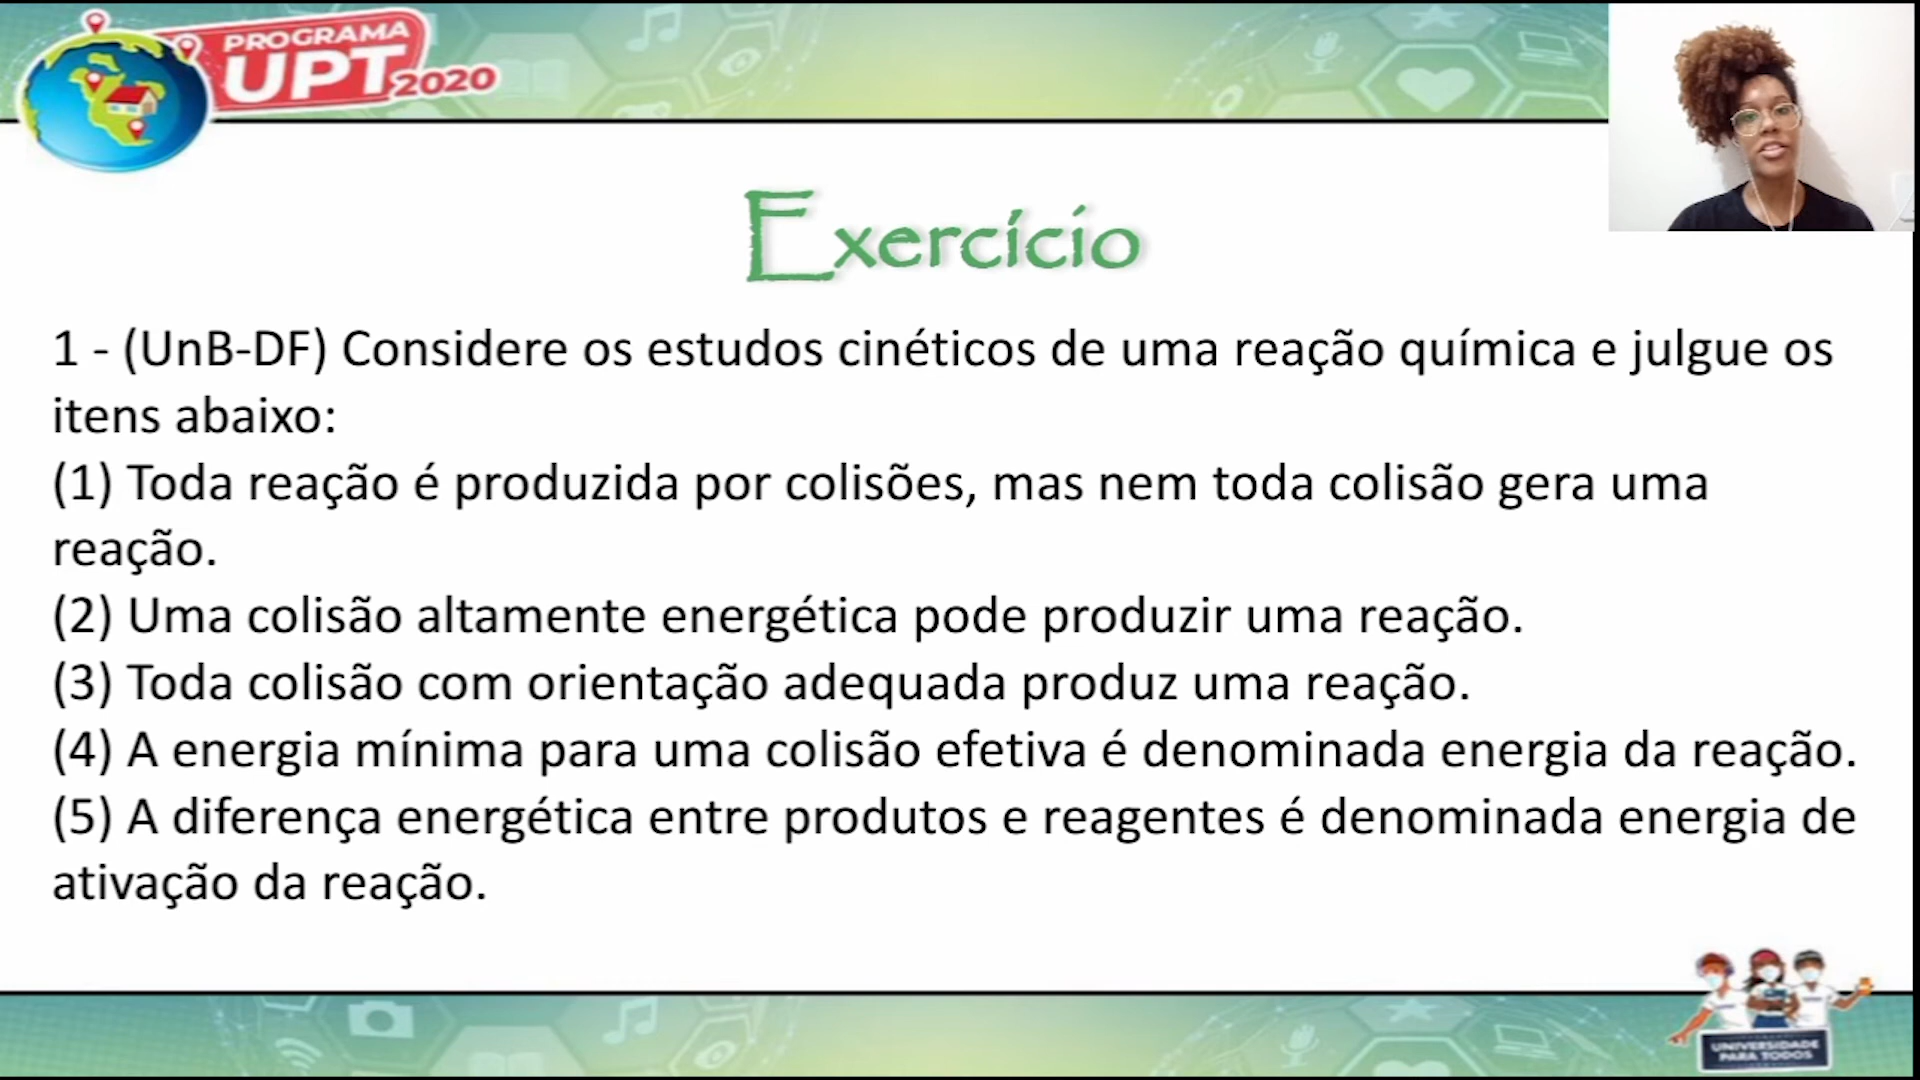 PROGRAMA
UPT 2020
Exercício
1 - (UnB-DF) Considere os estudos cinéticos de uma reação química e julgue os
itens abaixo:
(1) Toda reação é produzida por colisões, mas nem toda colisão gera uma
reação.
(2) Uma colisão altamente energética pode produzir uma reação.
(3) Toda colisão com orientação adequada produz uma reação.
(4) A energia mínima para uma colisão efetiva é denominada energia da reação.
(5) A diferença energética entre produtos e reagentes é denominada energia de
ativação da reação.
UNIVERSIDADE
PARA TODOS